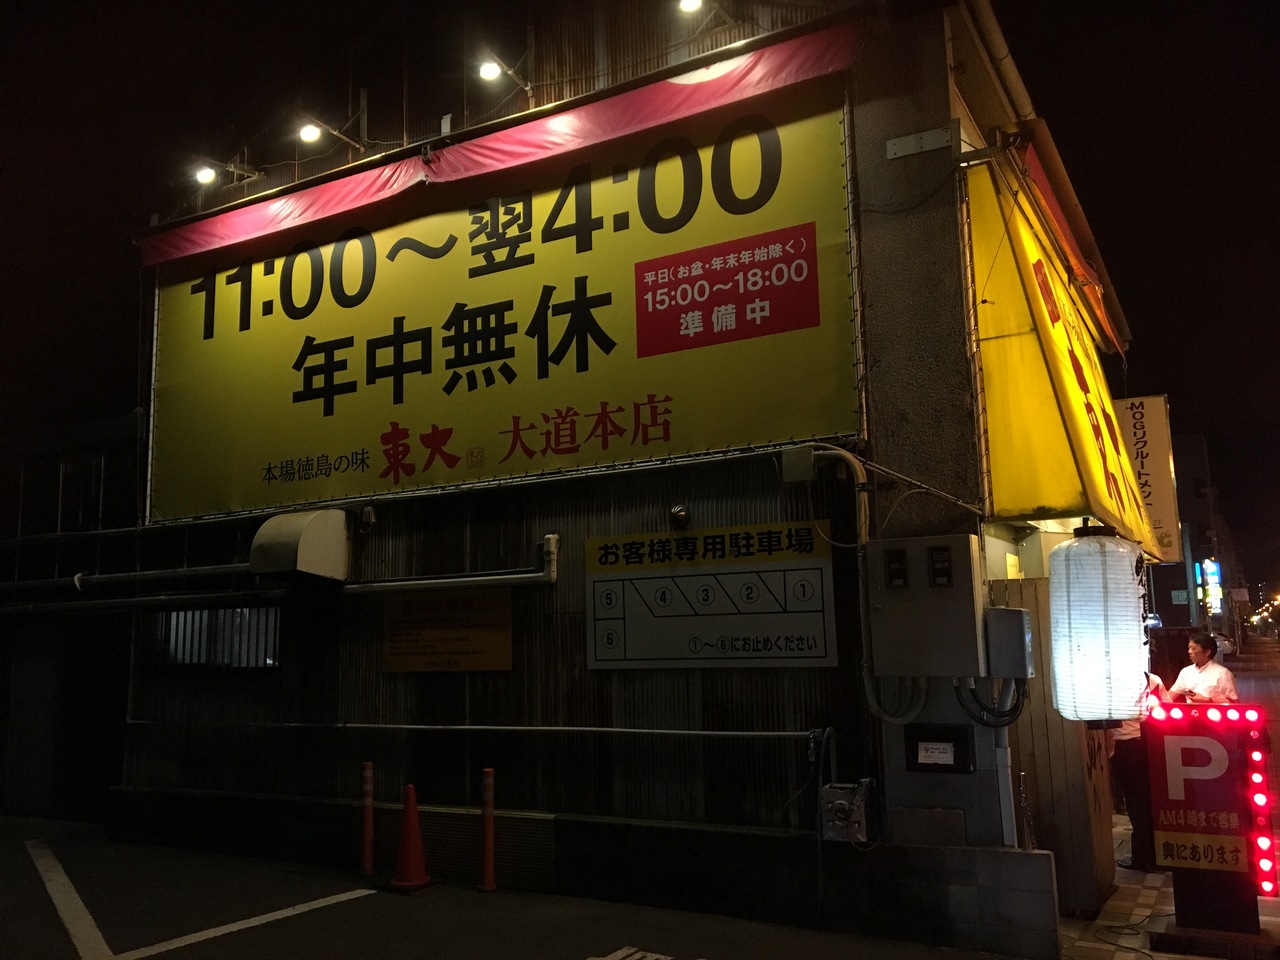 11:00〜翌4:00
年中無休
平日(お盆・年末年始除く)
15:00〜18:00
準備中
本場徳島の味 東大 大道本店
お客様専用駐車場
⑤ ④ ③ ② ①
⑥
①〜⑥にお止めください
MOGリクルートメント
2F
P
AM4時まで営業
奥にあります